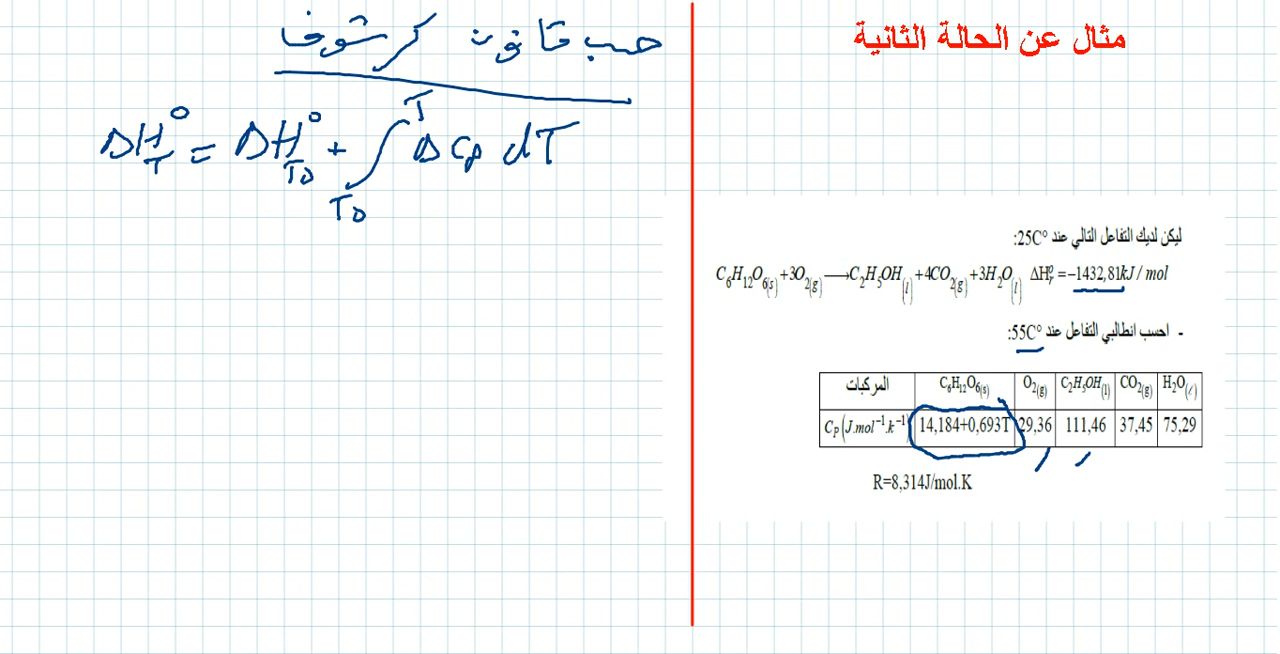 مثال عن الحالة الثانية
حسب قانون كرشوف
ΔH°T = ΔH°T0 + ∫T0T ΔCp dT
ليكن لديك التفاعل التالي عند 25C°:
C6H12O6(s)+3O2(g)⟶C2H5OH(l)+4CO2(g)+3H2O(l) ΔH°r=−1432,81kJ/mol
- احسب انطالبي التفاعل عند 55C°:
المركبات C6H12O6(s) O2(g) C2H5OH(l) CO2(g) H2O(ℓ)
Cp(J.mol−1.k−1) 14,184+0,693T 29,36 111,46 37,45 75,29
R=8,314J/mol.K